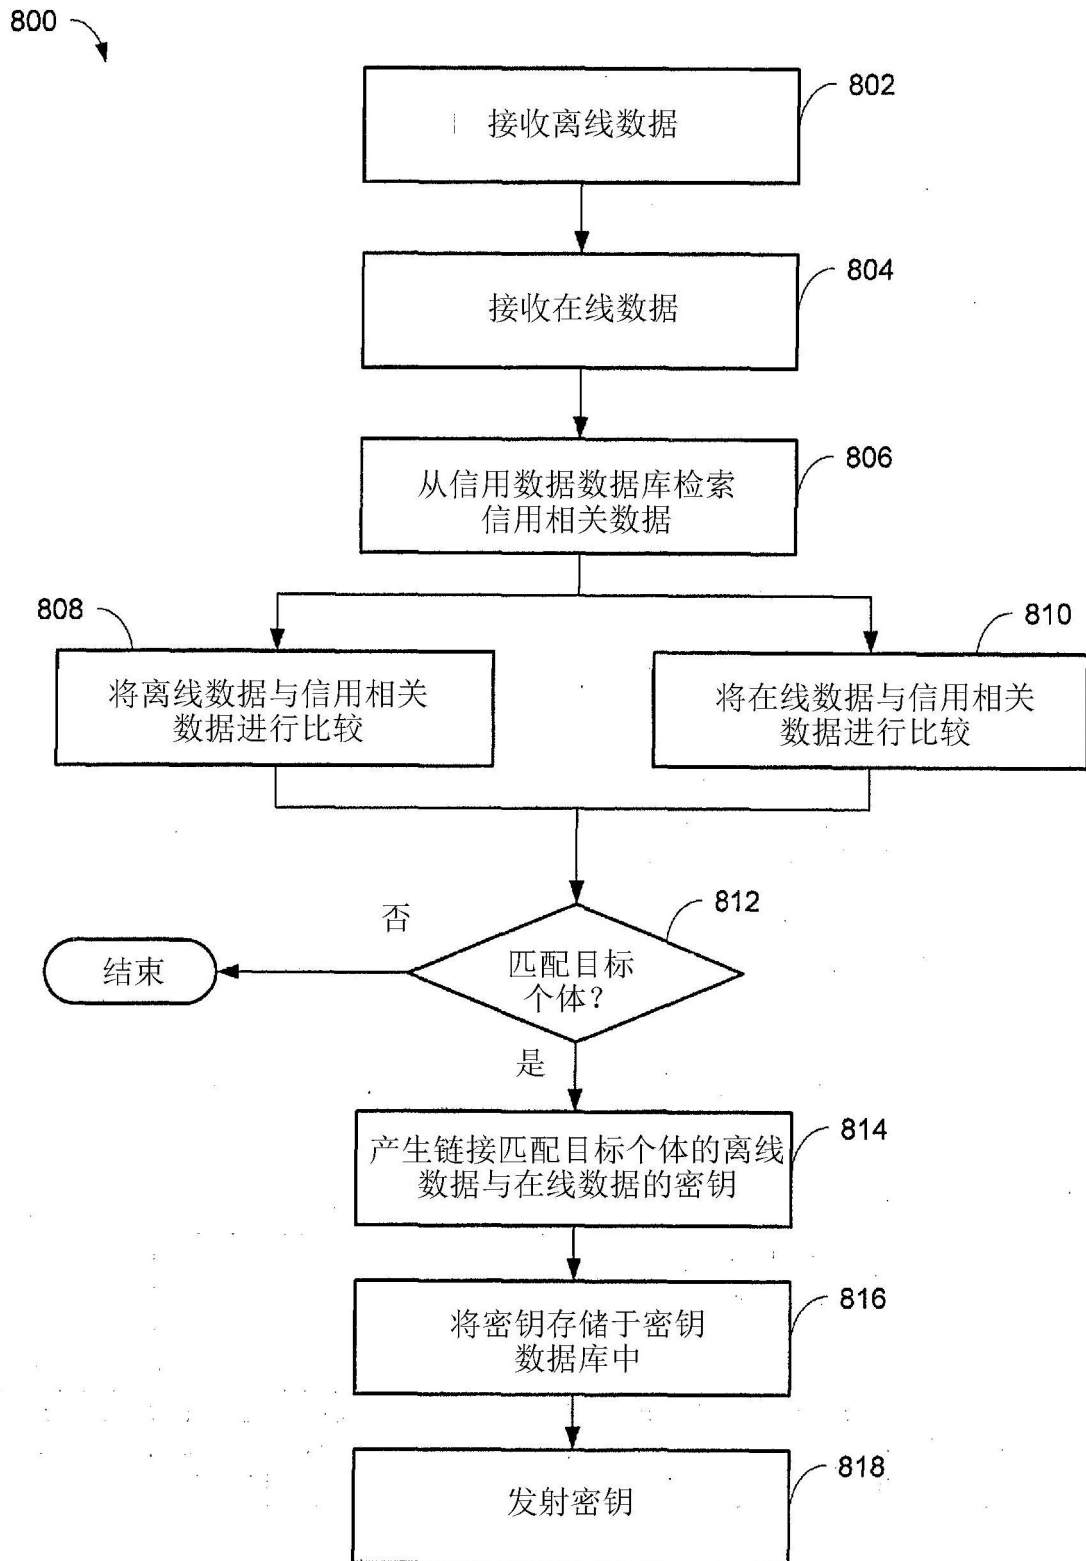 800
802
接收离线数据
804
接收在线数据
806
从信用数据数据库检索
信用相关数据
808
将离线数据与信用相关
数据进行比较
810
将在线数据与信用相关
数据进行比较
812
否
匹配目标
个体？
结束
是
814
产生链接匹配目标个体的离线
数据与在线数据的密钥
816
将密钥存储于密钥
数据库中
818
发射密钥